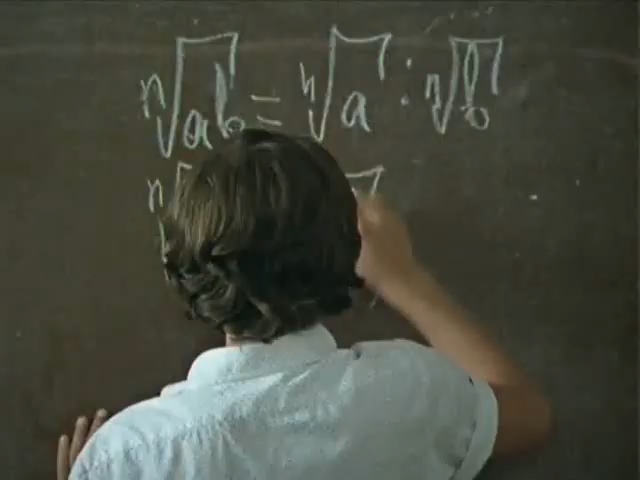 ⁿ√ab = ⁿ√a : ⁿ√b
ⁿ√